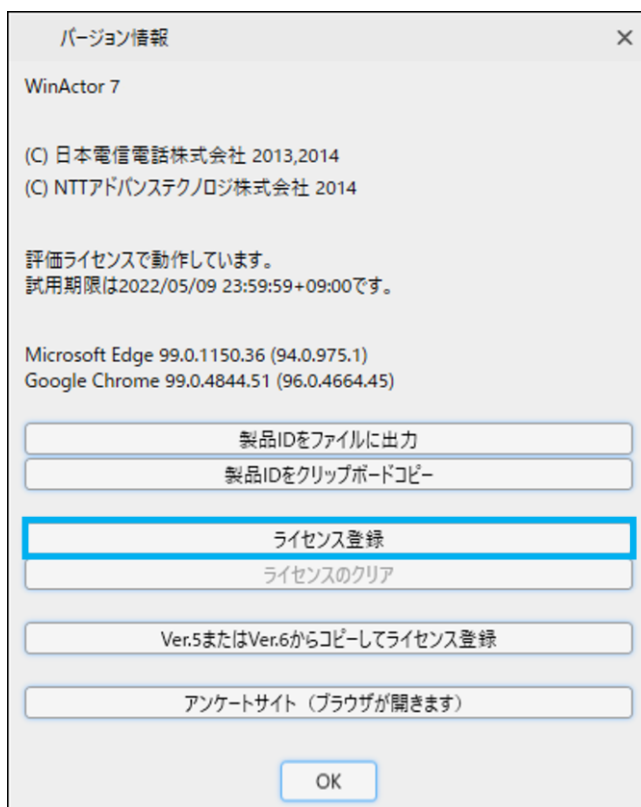 バージョン情報
WinActor 7
(C) 日本電信電話株式会社 2013,2014
(C) NTTアドバンステクノロジ株式会社 2014
評価ライセンスで動作しています。
試用期限は2022/05/09 23:59:59+09:00です。
Microsoft Edge 99.0.1150.36 (94.0.975.1)
Google Chrome 99.0.4844.51 (96.0.4664.45)
製品IDをファイルに出力
製品IDをクリップボードコピー
ライセンス登録
ライセンスのクリア
Ver.5またはVer.6からコピーしてライセンス登録
アンケートサイト（ブラウザが開きます）
OK